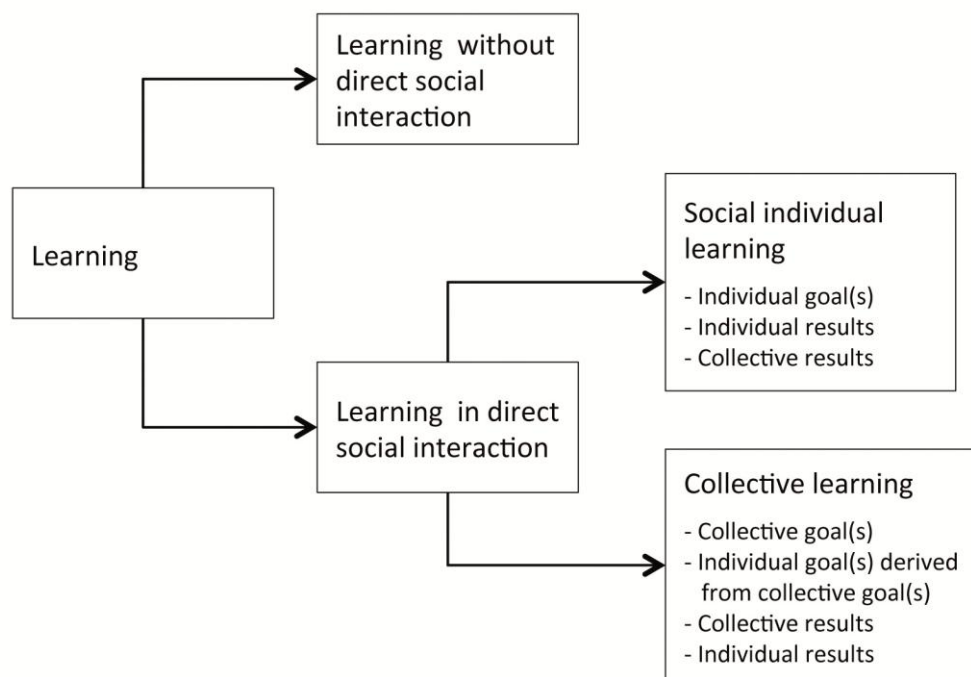 Learning without
direct social
interaction
Learning
Learning in direct
social interaction
Social individual
learning
- Individual goal(s)
- Individual results
- Collective results
Collective learning
- Collective goal(s)
- Individual goal(s) derived
from collective goal(s)
- Collective results
- Individual results